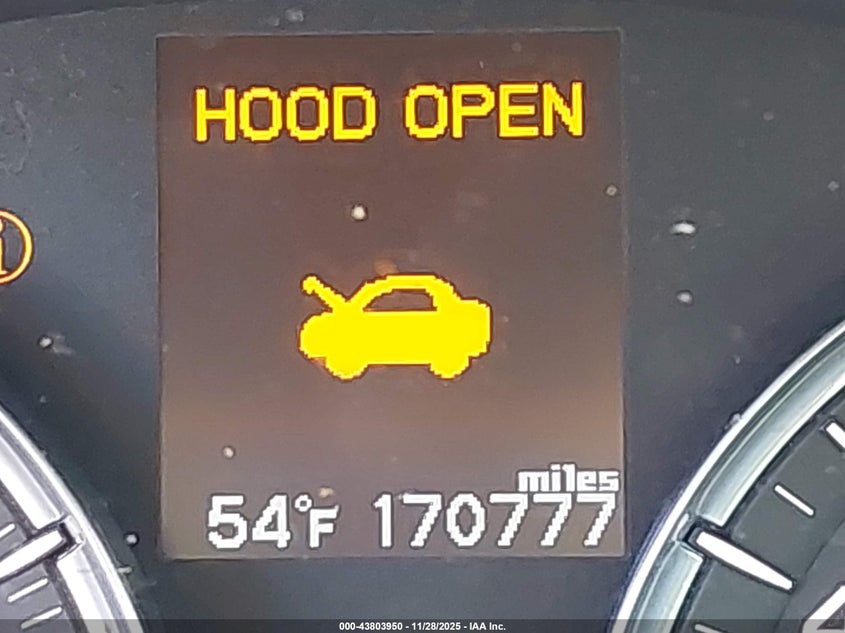 HOOD OPEN
miles
54°F 170777
000-43803950 - 11/28/2025 - IAA Inc.